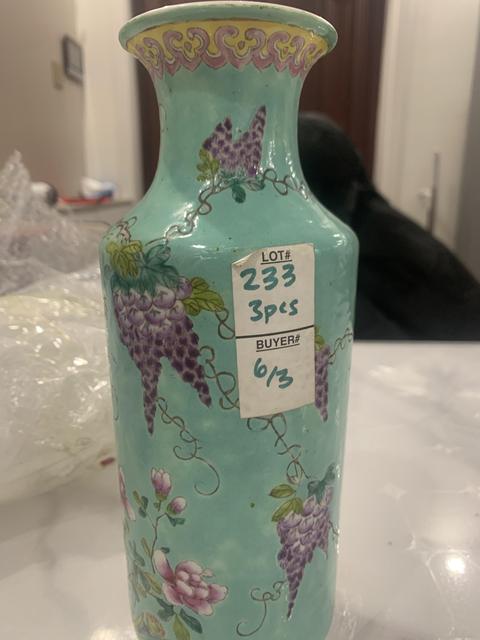 LOT#
233
3pcs
BUYER#
6/3